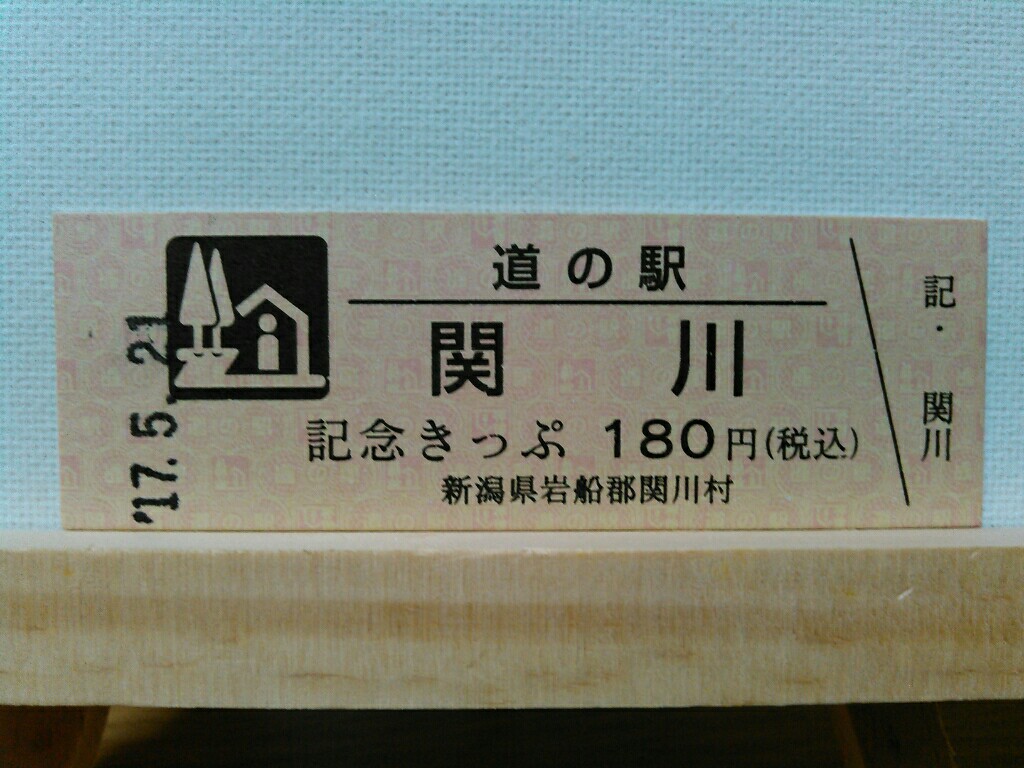 '17.5.21
道の駅
関川
記念きっぷ 180円(税込)
新潟県岩船郡関川村
記・関川